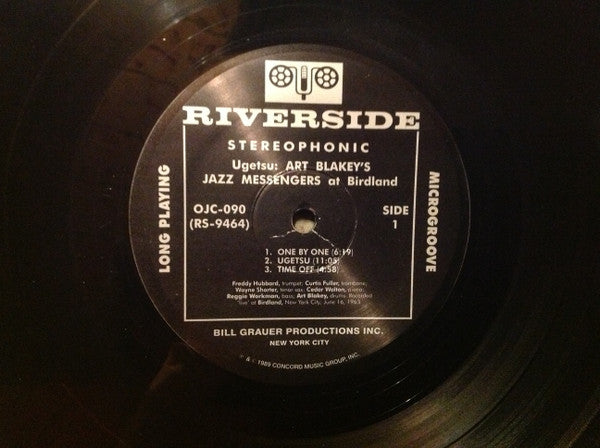 RIVERSIDE
STEREOPHONIC
Ugetsu: ART BLAKEY'S
JAZZ MESSENGERS at Birdland
LONG PLAYING
MICROGROOVE
OJC-090
(RS-9464)
SIDE
1
1. ONE BY ONE (6:19)
2. UGETSU (11:05)
3. TIME OFF (4:58)
Freddy Hubbard, trumpet; Curtis Fuller, trombone;
Wayne Shorter, tenor sax; Cedar Walton, piano;
Reggie Workman, bass; Art Blakey, drums. Recorded
"live" at Birdland, New York City, June 16, 1963
BILL GRAUER PRODUCTIONS INC.
NEW YORK CITY
℗ & © 1989 CONCORD MUSIC GROUP, INC.